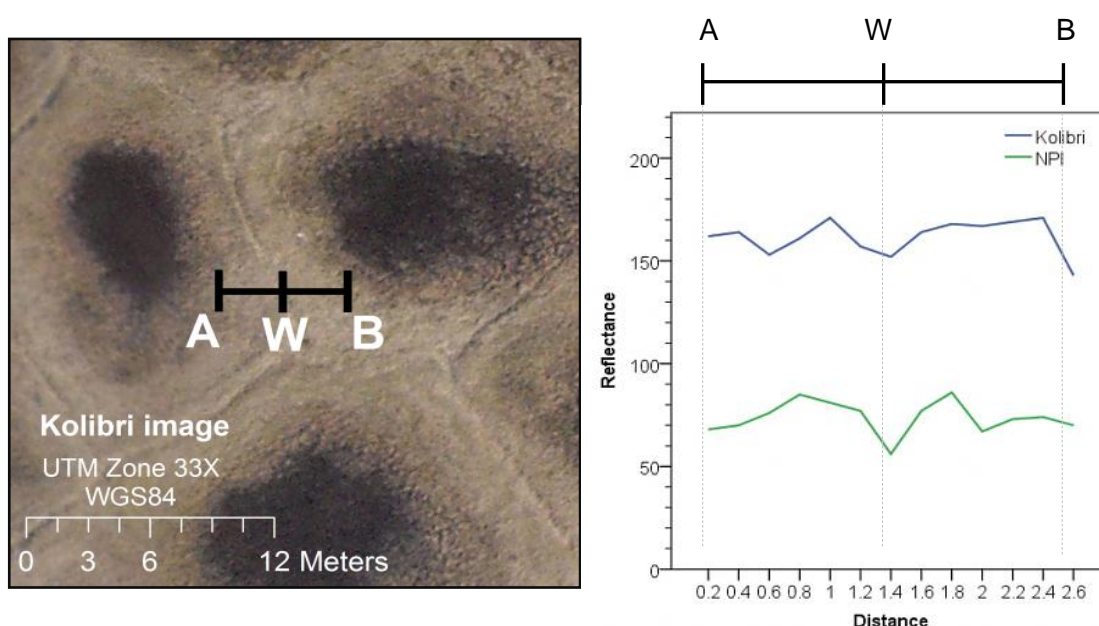 A W B
Kolibri image
UTM Zone 33X
WGS84
0 3 6 12 Meters
A W B
Kolibri
NPI
200
150
100
50
0
Reflectance
0.2 0.4 0.6 0.8 1 1.2 1.4 1.6 1.8 2 2.2 2.4 2.6
Distance